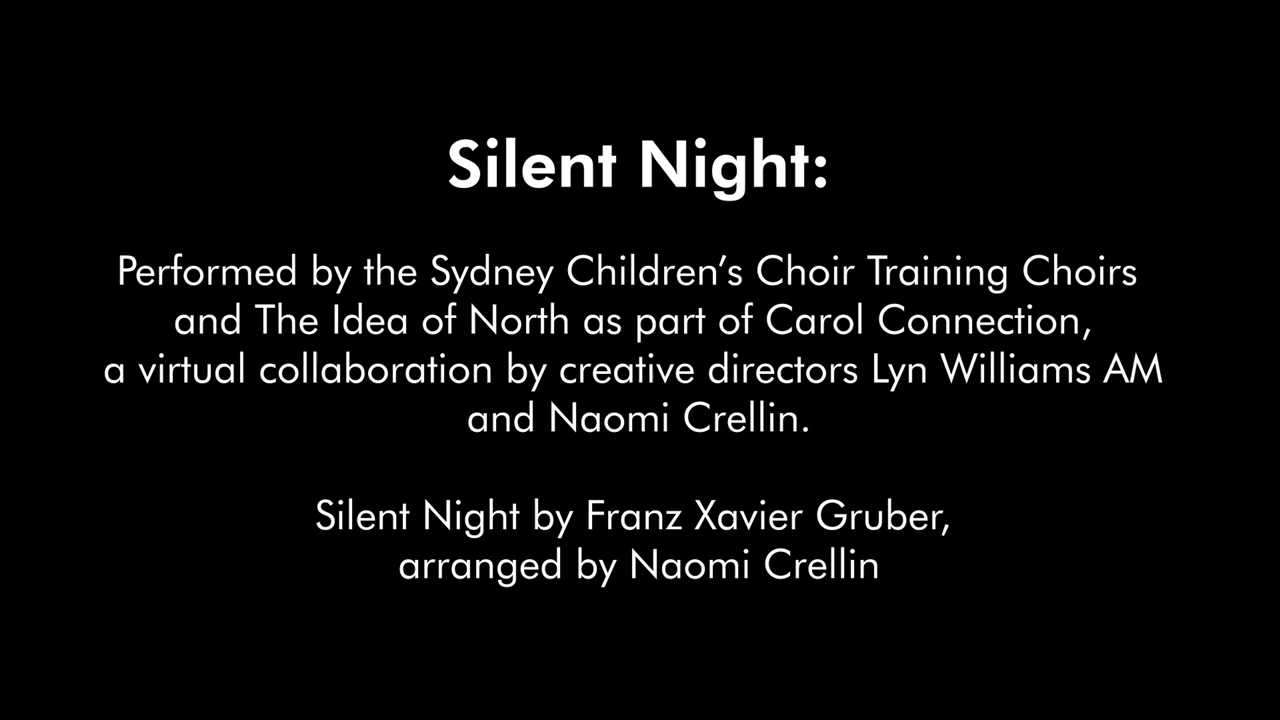 Silent Night:
Performed by the Sydney Children’s Choir Training Choirs
and The Idea of North as part of Carol Connection,
a virtual collaboration by creative directors Lyn Williams AM
and Naomi Crellin.
Silent Night by Franz Xavier Gruber,
arranged by Naomi Crellin